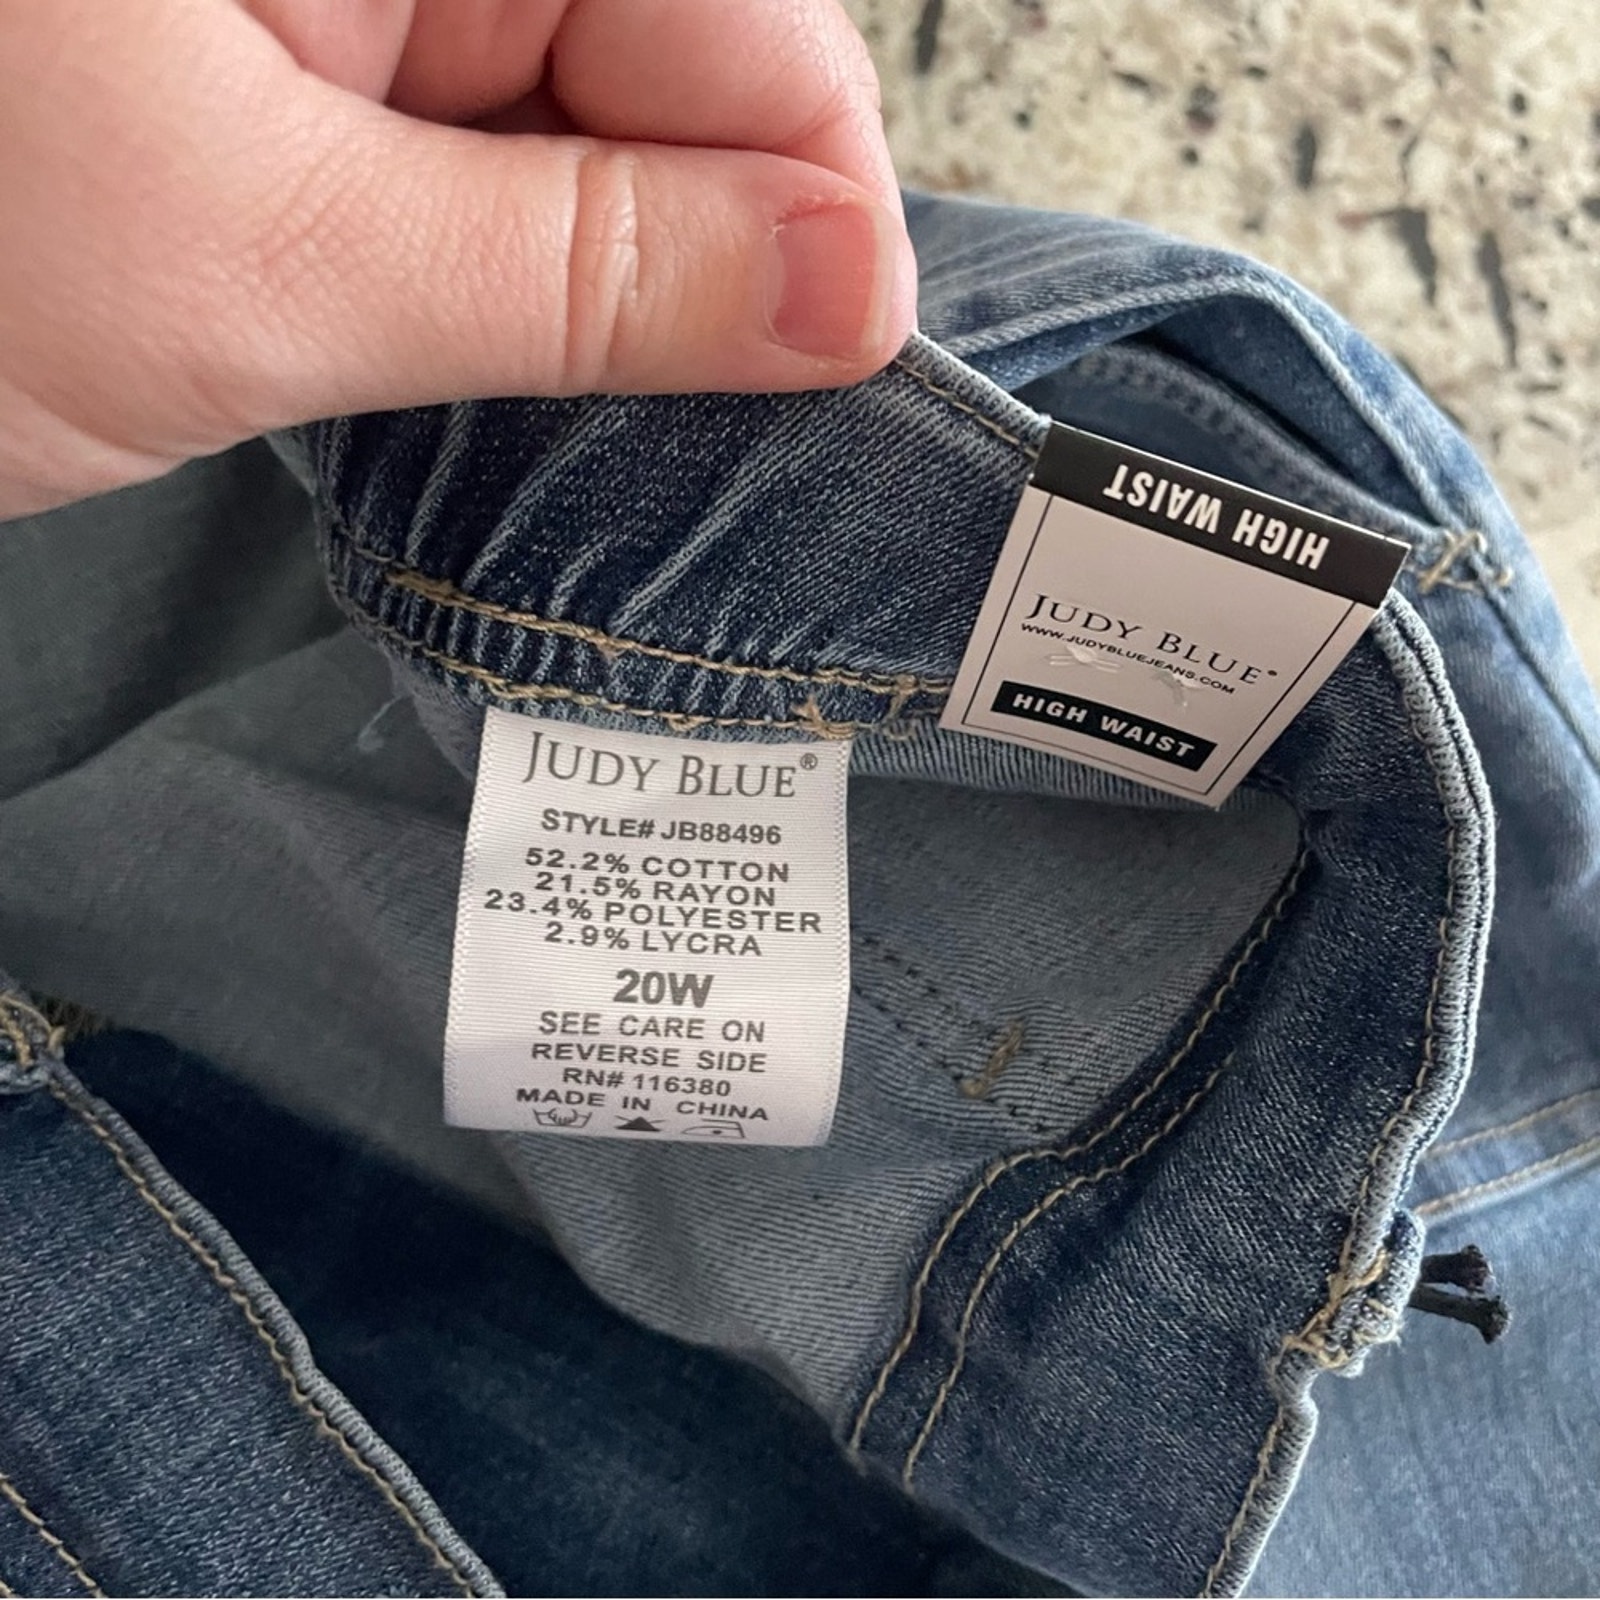 HIGH WAIST
JUDY BLUE®
WWW.JUDYBLUEJEANS.COM
HIGH WAIST
JUDY BLUE®
STYLE# JB88496
52.2% COTTON
21.5% RAYON
23.4% POLYESTER
2.9% LYCRA
20W
SEE CARE ON
REVERSE SIDE
RN# 116380
MADE IN CHINA